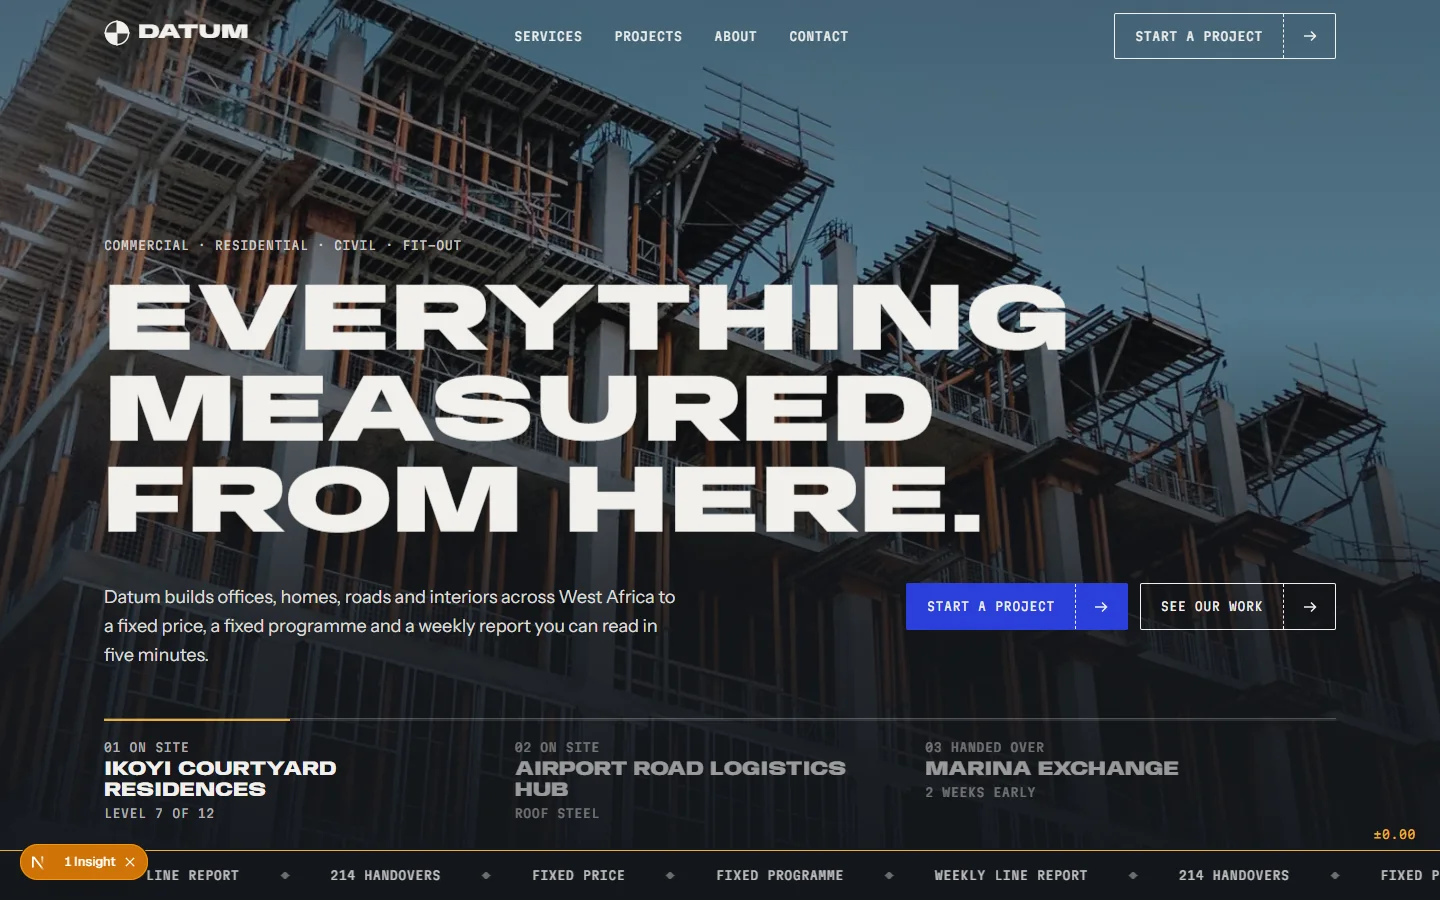 DATUM
SERVICES PROJECTS ABOUT CONTACT
START A PROJECT →
COMMERCIAL · RESIDENTIAL · CIVIL · FIT-OUT
EVERYTHING
MEASURED
FROM HERE.
Datum builds offices, homes, roads and interiors across West Africa to
a fixed price, a fixed programme and a weekly report you can read in
five minutes.
START A PROJECT →
SEE OUR WORK →
01 ON SITE
IKOYI COURTYARD
RESIDENCES
LEVEL 7 OF 12
02 ON SITE
AIRPORT ROAD LOGISTICS
HUB
ROOF STEEL
03 HANDED OVER
MARINA EXCHANGE
2 WEEKS EARLY
±0.00
N 1 Insight ×
LINE REPORT ◆ 214 HANDOVERS ◆ FIXED PRICE ◆ FIXED PROGRAMME ◆ WEEKLY LINE REPORT ◆ 214 HANDOVERS ◆ FIXED P